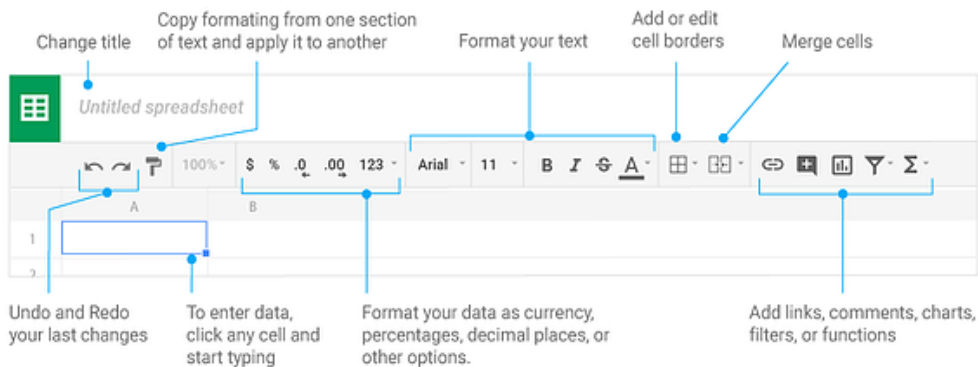 Copy formating from one section
of text and apply it to another
Change title
Format your text
Add or edit
cell borders
Merge cells
Untitled spreadsheet
100% $ % .0 .00 123 Arial 11 B I S A Σ
A B
1
2
Undo and Redo
your last changes
To enter data,
click any cell and
start typing
Format your data as currency,
percentages, decimal places, or
other options.
Add links, comments, charts,
filters, or functions